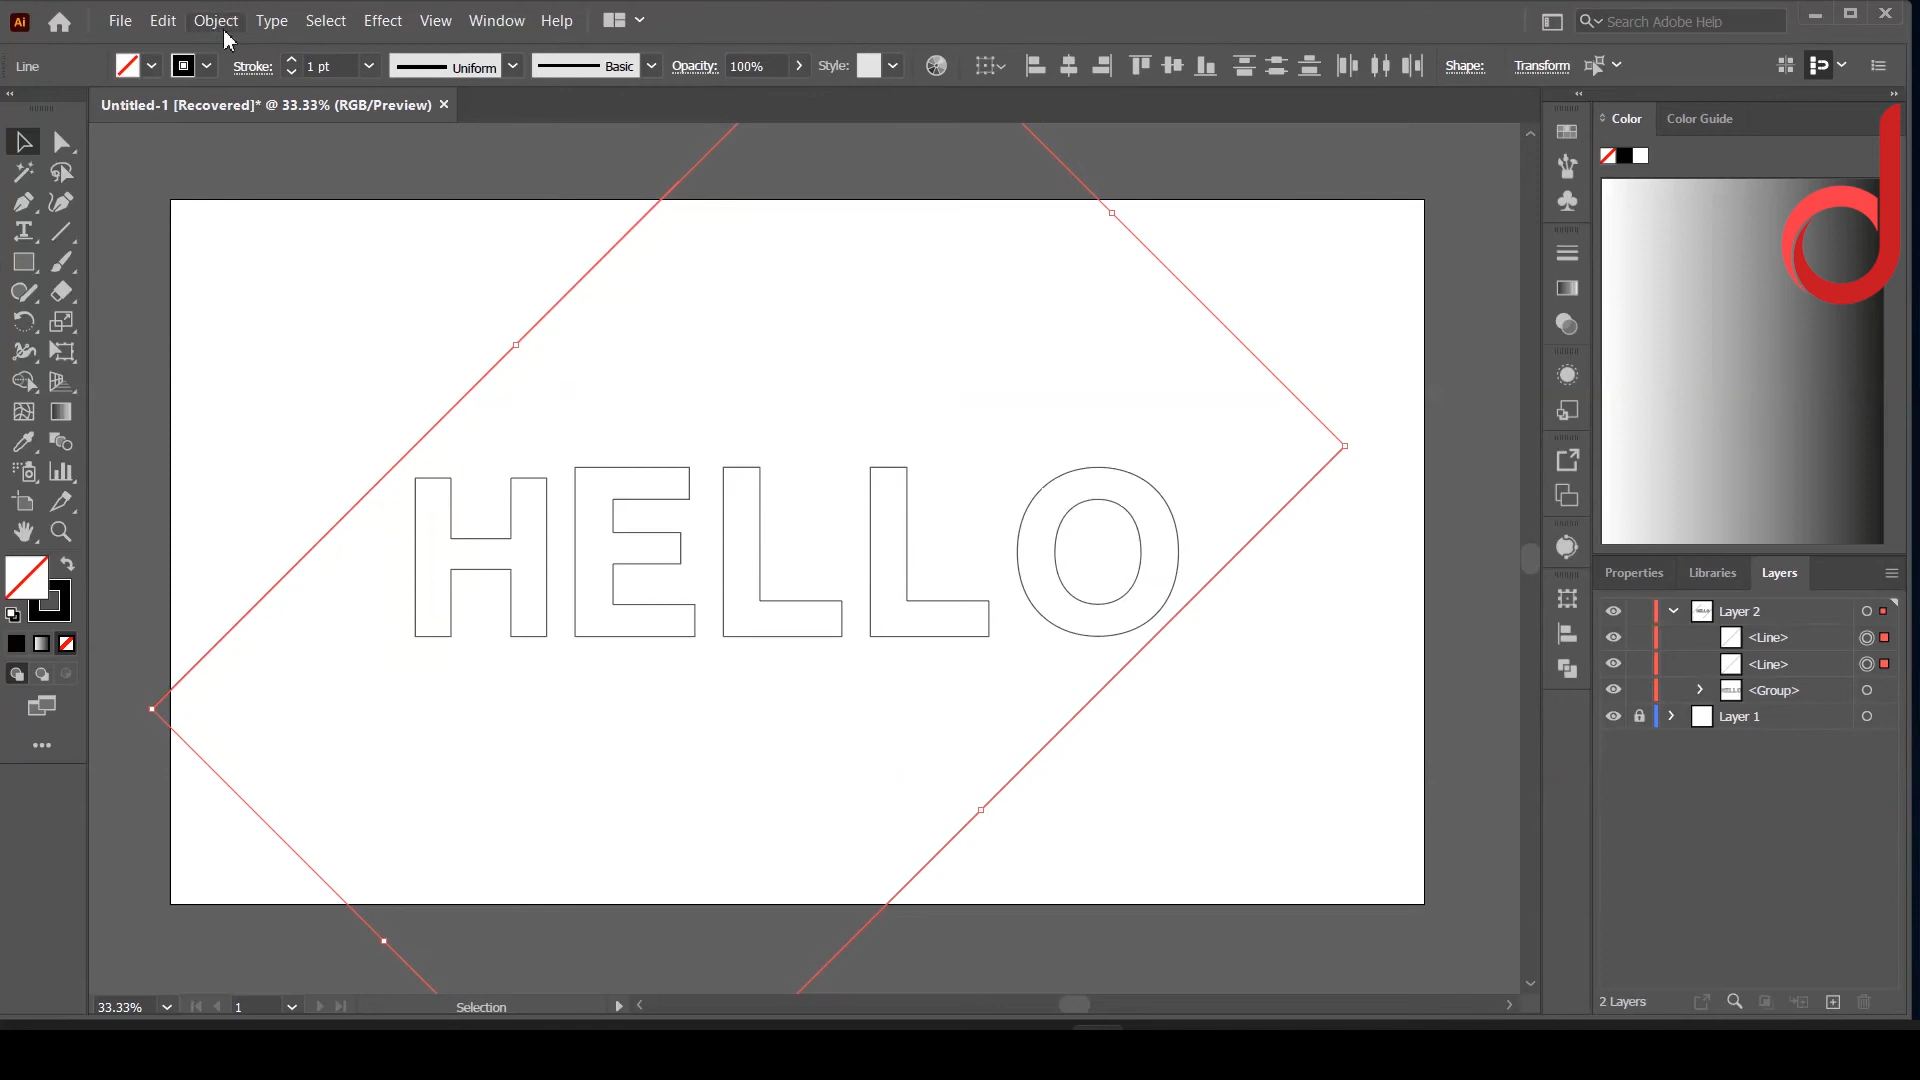 Ai File Edit Object Type Select Effect View Window Help Search Adobe Help
Line Stroke: 1 pt Uniform Basic Opacity: 100% Style: Shape: Transform
Untitled-1 [Recovered]* @ 33.33% (RGB/Preview) ×
Color Color Guide
HELLO
Properties Libraries Layers
Layer 2
<Line>
<Line>
<Group>
Layer 1
2 Layers
33.33% 1 Selection